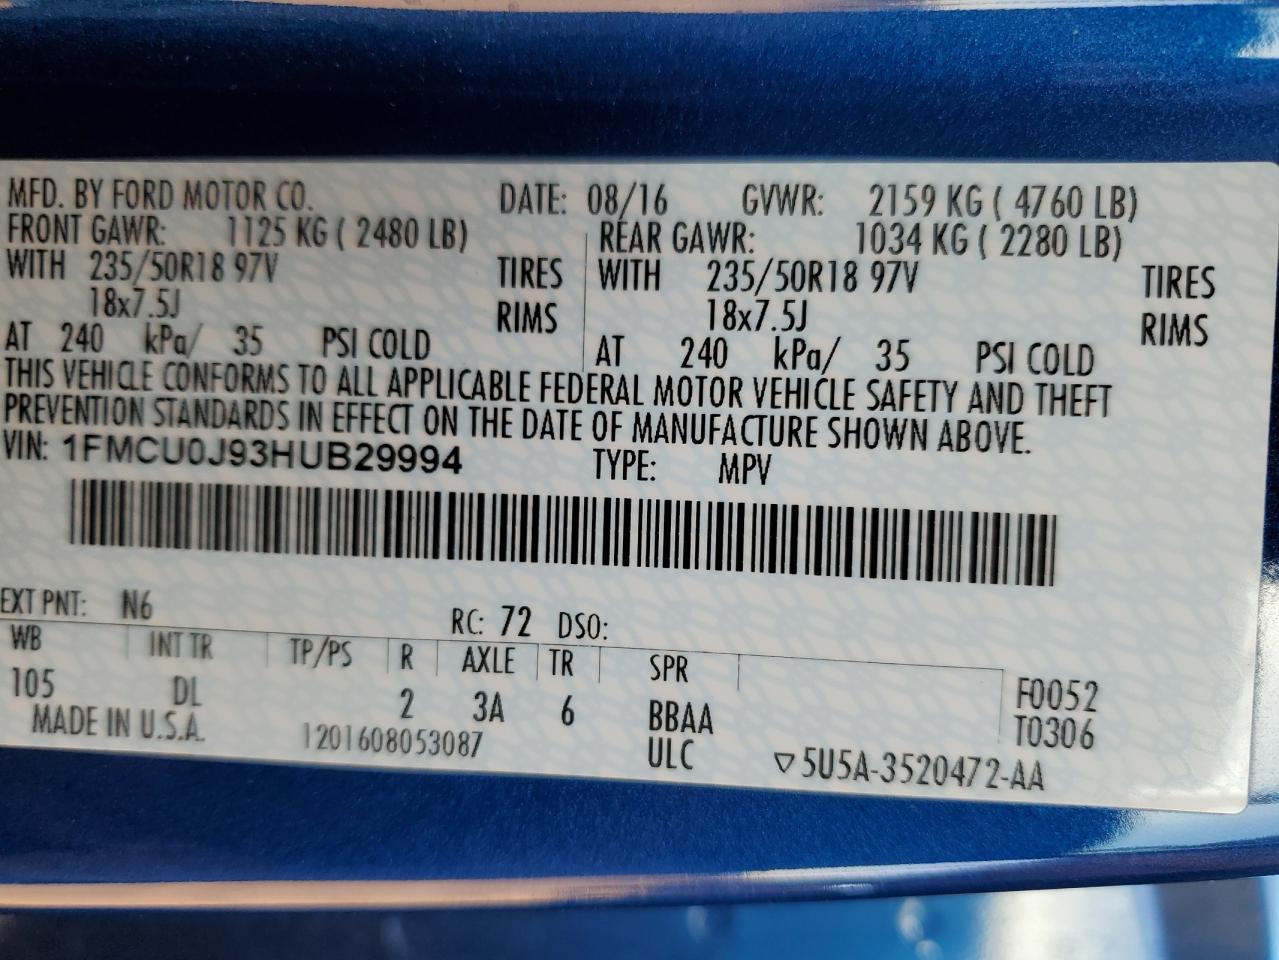 MFD. BY FORD MOTOR CO. DATE: 08/16 GVWR: 2159 KG ( 4760 LB)
FRONT GAWR: 1125 KG ( 2480 LB) REAR GAWR: 1034 KG ( 2280 LB)
WITH 235/50R18 97V TIRES WITH 235/50R18 97V TIRES
18x7.5J RIMS 18x7.5J RIMS
AT 240 kPa/ 35 PSI COLD AT 240 kPa/ 35 PSI COLD
THIS VEHICLE CONFORMS TO ALL APPLICABLE FEDERAL MOTOR VEHICLE SAFETY AND THEFT
PREVENTION STANDARDS IN EFFECT ON THE DATE OF MANUFACTURE SHOWN ABOVE.
VIN: 1FMCU0J93HUB29994 TYPE: MPV
EXT PNT: N6 RC: 72 DSO:
WB INT TR TP/PS R AXLE TR SPR
105 DL 2 3A 6 BBAA F0052
MADE IN U.S.A. 1201608053087 ULC T0306
▽5U5A-3520472-AA